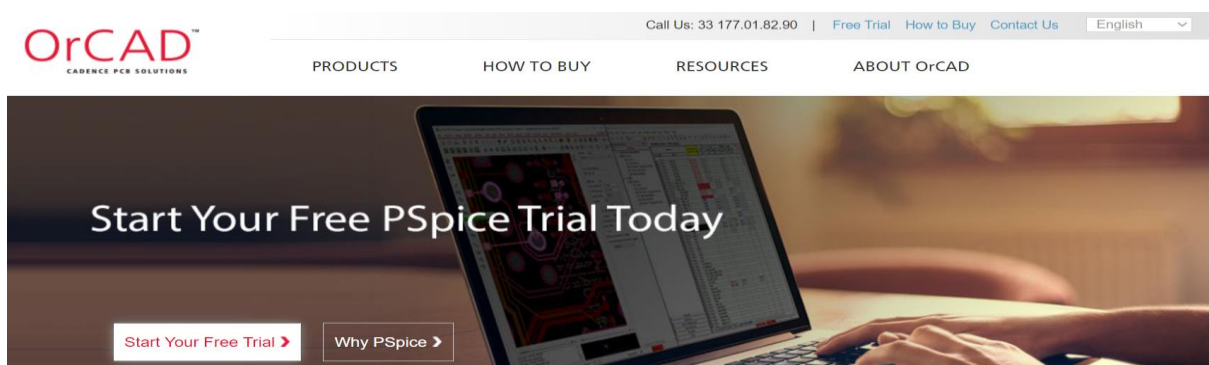 Call Us: 33 177.01.82.90 | Free Trial How to Buy Contact Us English
OrCAD™
CADENCE PCB SOLUTIONS
PRODUCTS HOW TO BUY RESOURCES ABOUT OrCAD
Start Your Free PSpice Trial Today
Start Your Free Trial Why PSpice